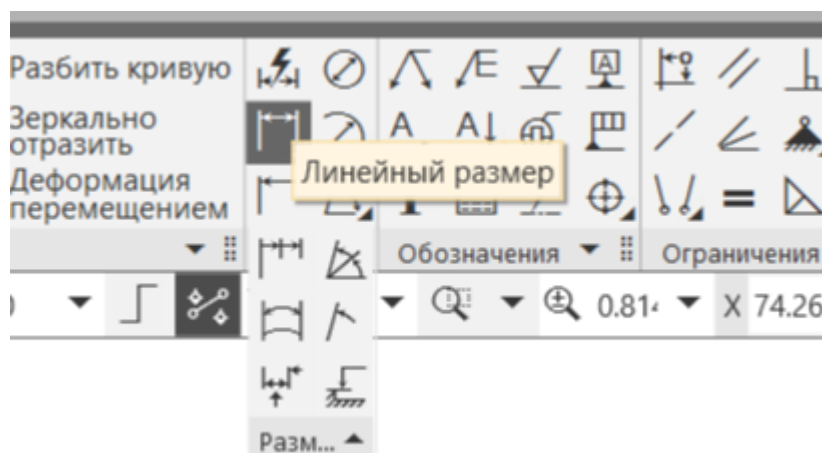 Разбить кривую
Зеркально
отразить
Деформация
перемещением
Линейный размер
A
A
A
Обозначения
Ограничения
0.81
X 74.26
Разм...